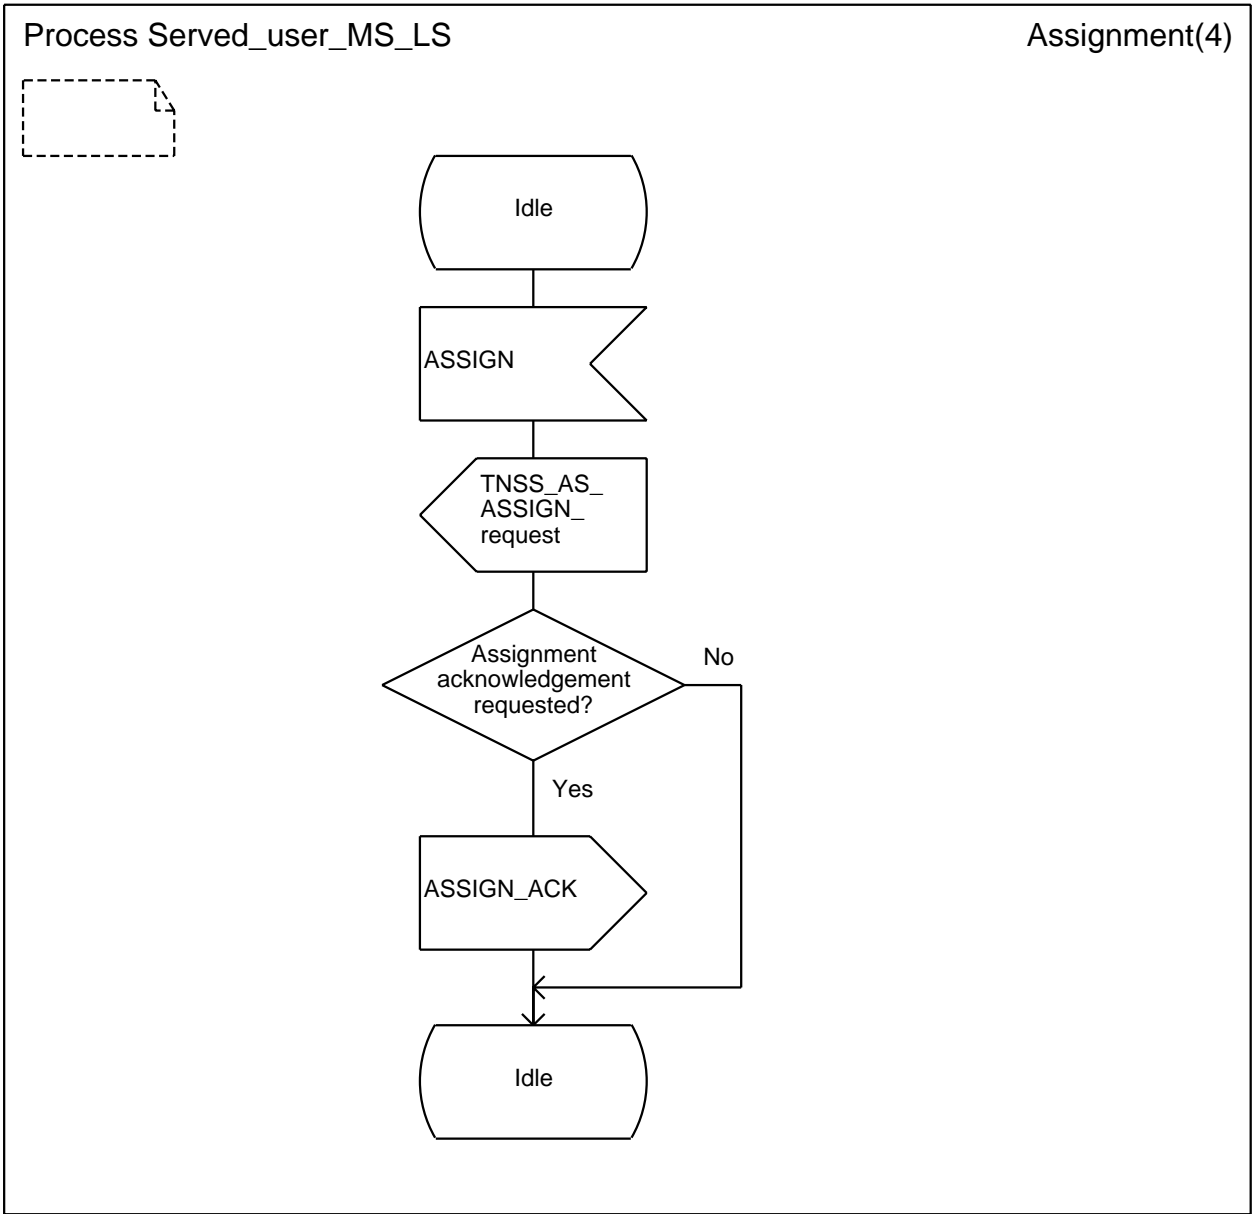 Process Served_user_MS_LS
Assignment(4)
Idle
ASSIGN
TNSS_AS_
ASSIGN_
request
Assignment
acknowledgement
requested?
No
Yes
ASSIGN_ACK
Idle